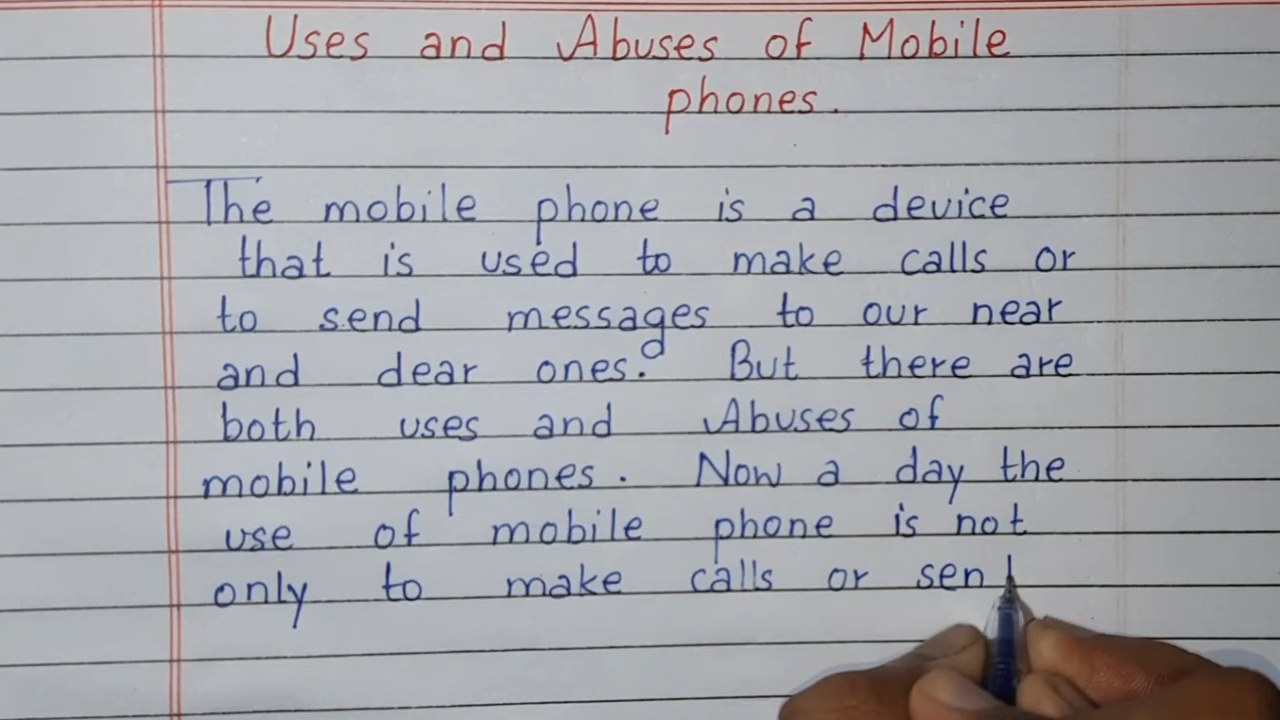 Uses and Abuses of Mobile
phones.
The mobile phone is a device
that is used to make calls or
to send messages to our near
and dear ones. But there are
both uses and Abuses of
mobile phones. Now a day the
use of mobile phone is not
only to make calls or sen